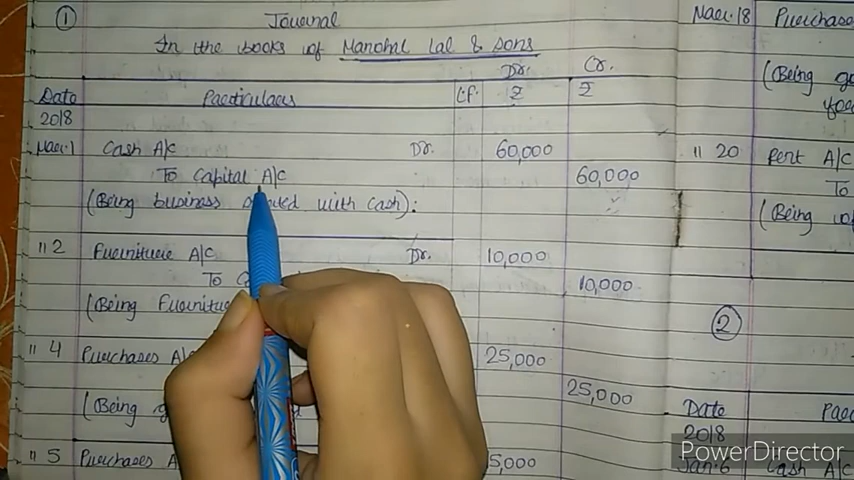 ①
Journal
In the books of Manohal Lal & Sons
Date
Particulars
L.F.
Dr.
₹
Cr.
₹
2018
Mar. 1 Cash A/C Dr. 60,000
To Capital A/C 60,000
(Being business started with Cash):
" 2 Furniture A/C Dr. 10,000
To 10,000
(Being Furniture
" 4 Purchases A/C 25,000
25,000
(Being
" 5 Purchases 5,000
Mar. 18 Purchases
(Being
" 20 Rent A/C
To
(Being
②
Date
2018
Jan. 6 Cash A/C
PowerDirector